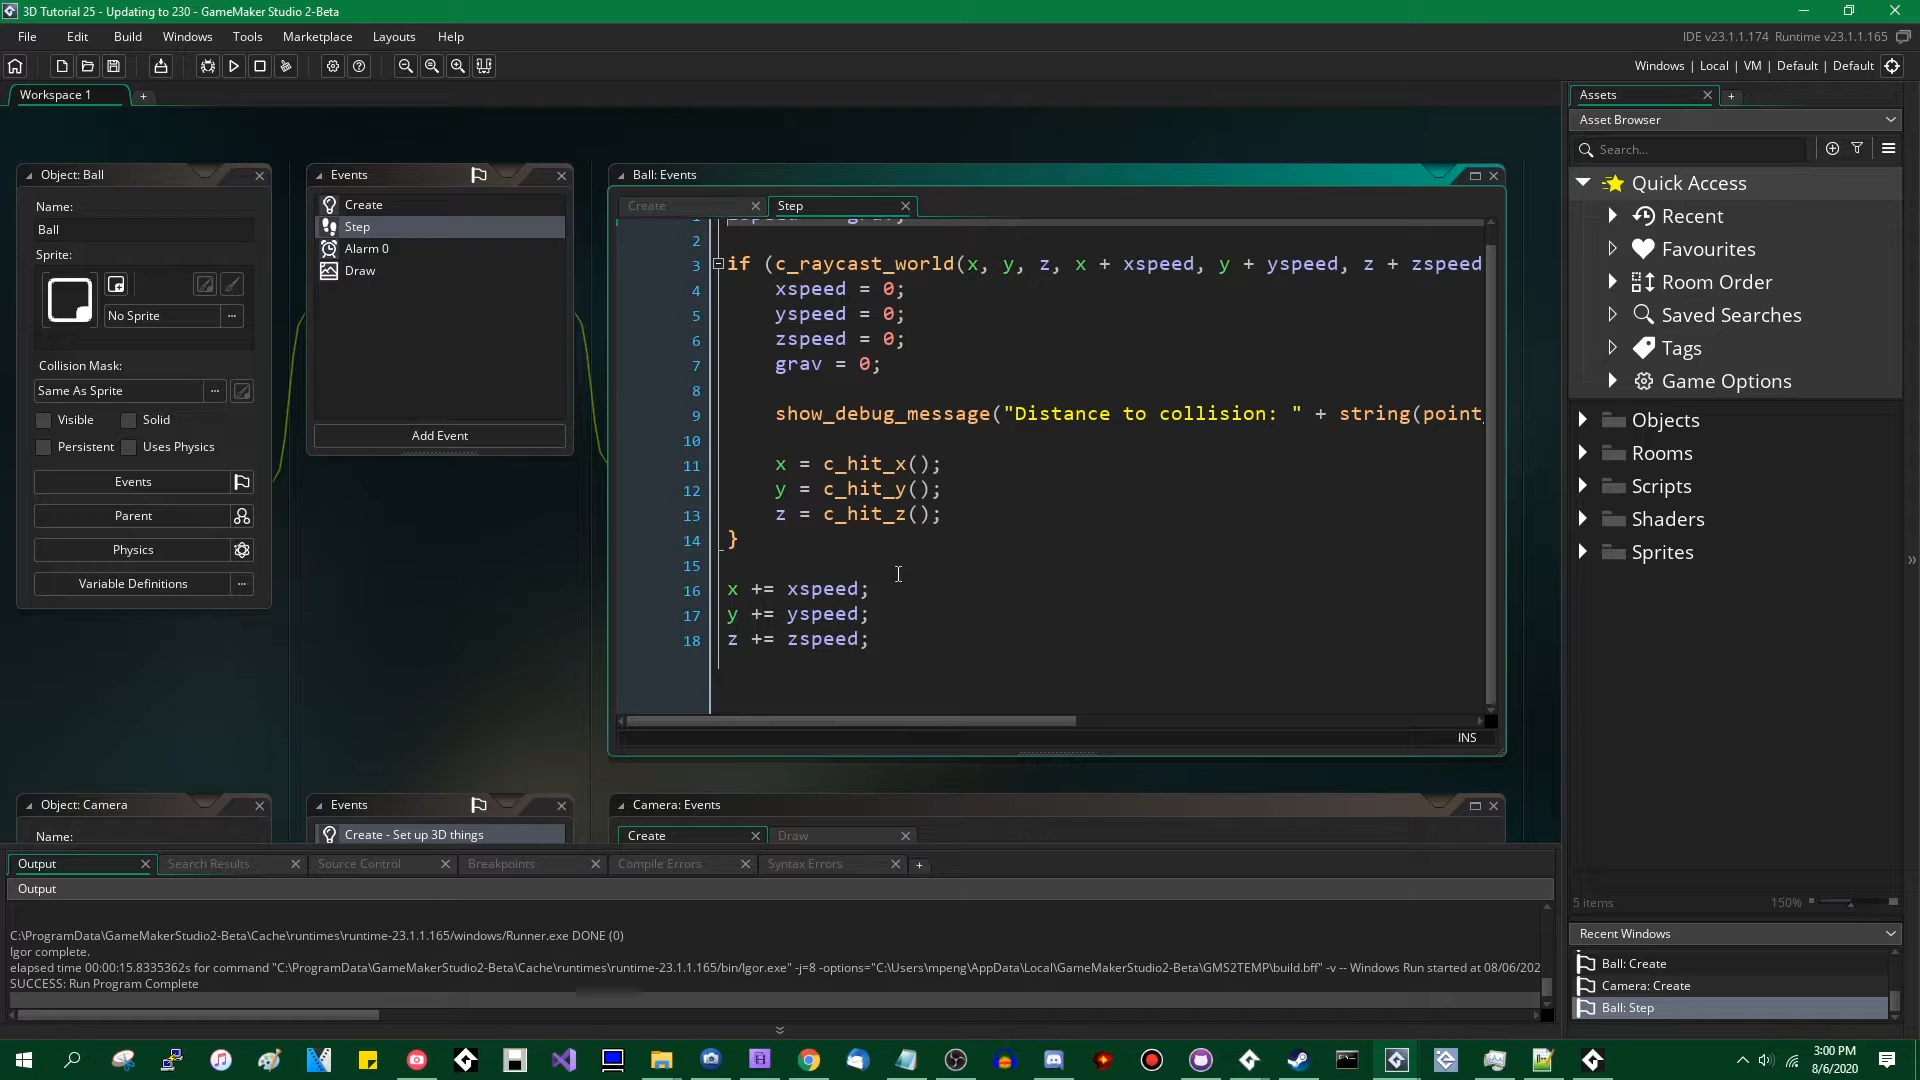 3D Tutorial 25 - Updating to 230 - GameMaker Studio 2-Beta
File Edit Build Windows Tools Marketplace Layouts Help
IDE v23.1.1.174 Runtime v23.1.1.165
Windows | Local | VM | Default | Default
Workspace 1
Object: Ball
Name:
Ball
Sprite:
No Sprite
Collision Mask:
Same As Sprite
Visible Solid
Persistent Uses Physics
Events
Parent
Physics
Variable Definitions
Events
Create
Step
Alarm 0
Draw
Add Event
Ball: Events
Create Step
2
3 if (c_raycast_world(x, y, z, x + xspeed, y + yspeed, z + zspeed
4 xspeed = 0;
5 yspeed = 0;
6 zspeed = 0;
7 grav = 0;
8
9 show_debug_message("Distance to collision: " + string(point_
10
11 x = c_hit_x();
12 y = c_hit_y();
13 z = c_hit_z();
14 }
15
16 x += xspeed;
17 y += yspeed;
18 z += zspeed;
INS
Object: Camera
Name:
Events
Create - Set up 3D things
Camera: Events
Create Draw
Output Search Results Source Control Breakpoints Compile Errors Syntax Errors
Output
C:\ProgramData\GameMakerStudio2-Beta\Cache\runtimes\runtime-23.1.1.165/windows/Runner.exe DONE (0)
Igor complete.
elapsed time 00:00:15.8335362s for command "C:\ProgramData\GameMakerStudio2-Beta\Cache\runtimes\runtime-23.1.1.165/bin/Igor.exe" -j=8 -options="C:\Users\mpeng\AppData\Local\GameMakerStudio2-Beta\GMS2TEMP\build.bff" -v -- Windows Run started at 08/06/202
SUCCESS: Run Program Complete
Assets
Asset Browser
Search...
Quick Access
Recent
Favourites
Room Order
Saved Searches
Tags
Game Options
Objects
Rooms
Scripts
Shaders
Sprites
5 items 150%
Recent Windows
Ball: Create
Camera: Create
Ball: Step
3:00 PM
8/6/2020